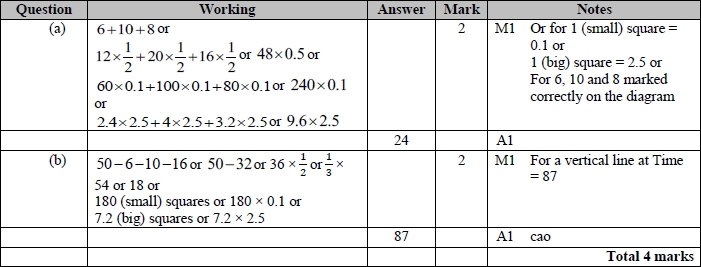 Question Working Answer Mark Notes
(a) 6+10+8 or 2 M1 Or for 1 (small) square =
12×1/2+20×1/2+16×1/2 or 48×0.5 or 0.1 or
1 (big) square = 2.5 or
60×0.1+100×0.1+80×0.1 or 240×0.1 For 6, 10 and 8 marked
or correctly on the diagram
2.4×2.5+4×2.5+3.2×2.5 or 9.6×2.5
24 A1
(b) 50−6−10−16 or 50−32 or 36 × 1/2 or 1/3 × 2 M1 For a vertical line at Time
54 or 18 or = 87
180 (small) squares or 180 × 0.1 or
7.2 (big) squares or 7.2 × 2.5
87 A1 cao
Total 4 marks